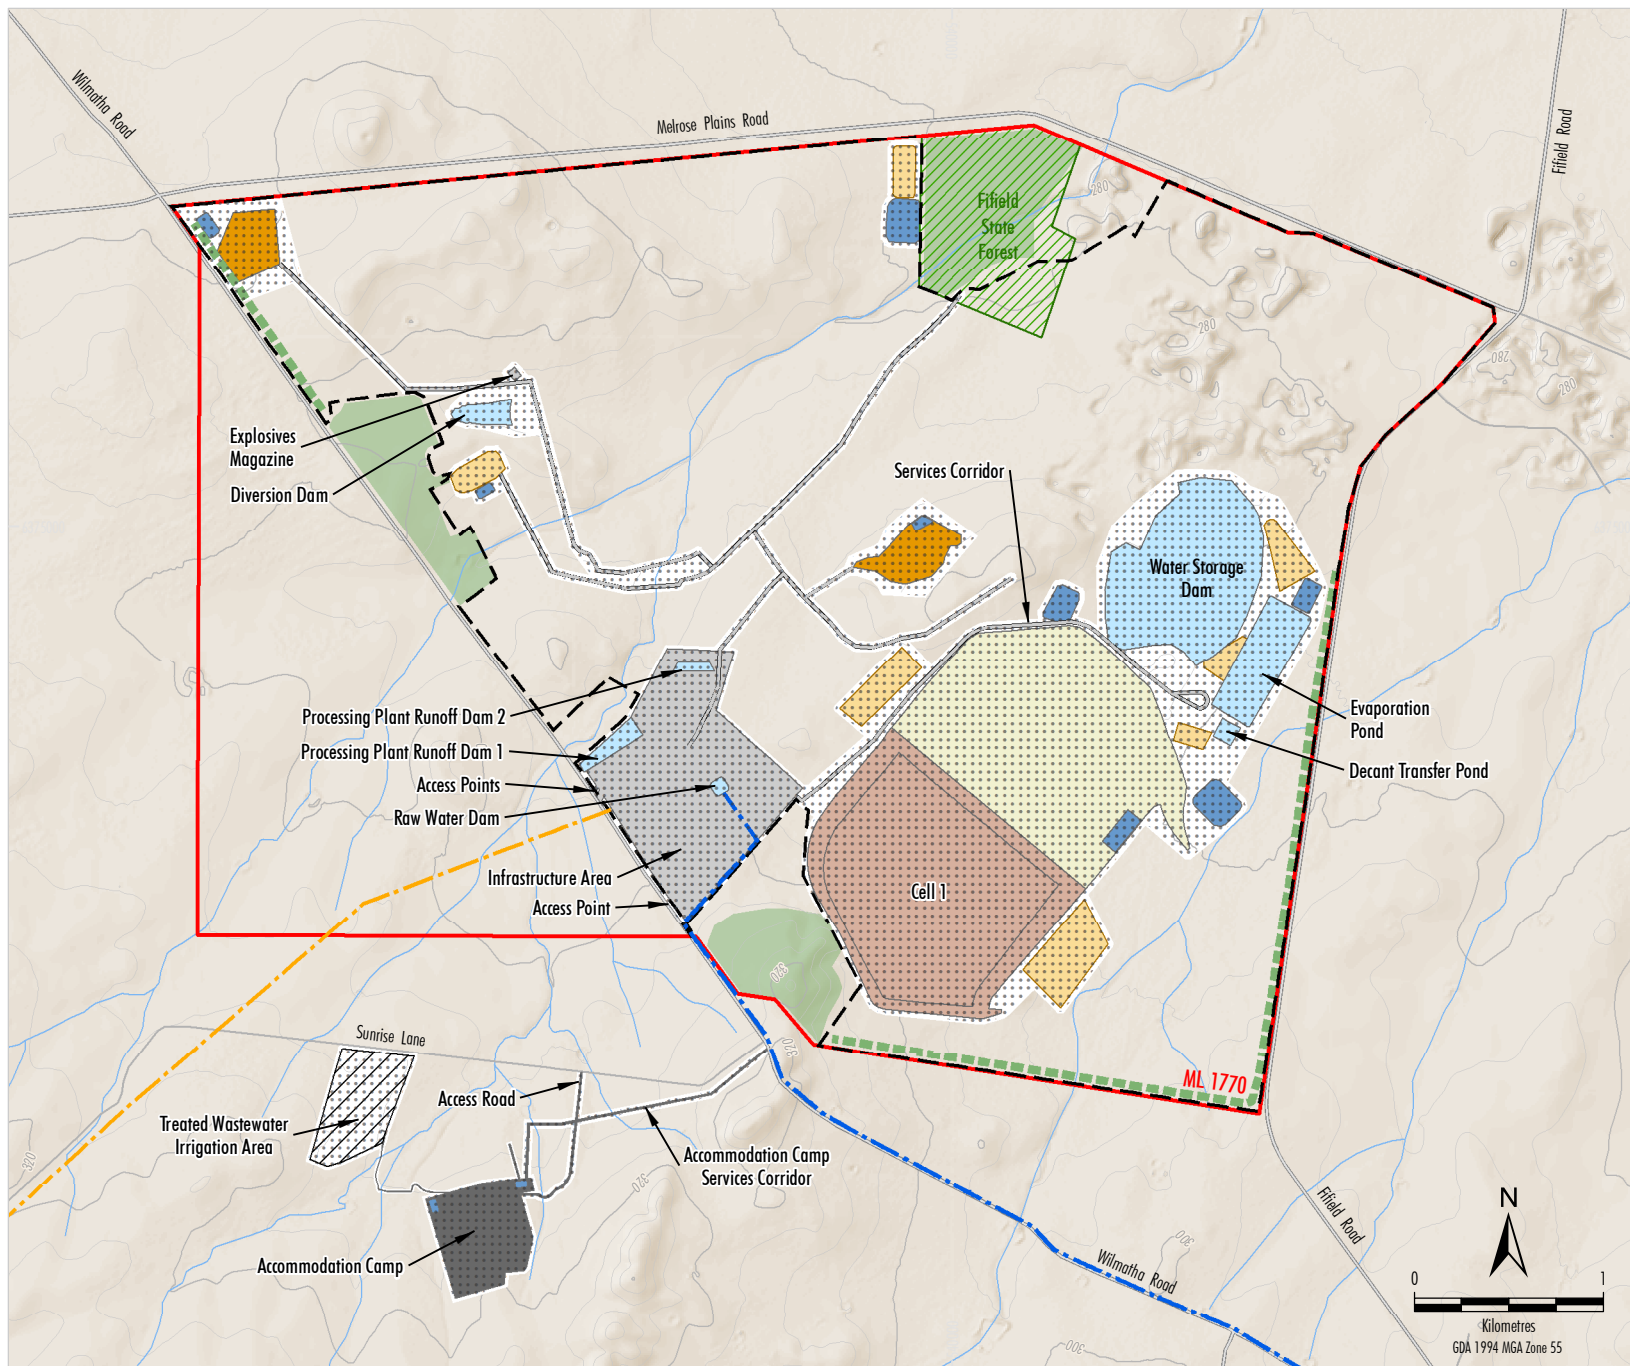 Wilmatha Road
Melrose Plains Road
Fifield Road
Fifield
State
Forest
280
280
280
280
Explosives
Magazine
Diversion Dam
Services Corridor
Water Storage
Dam
Processing Plant Runoff Dam 2
Processing Plant Runoff Dam 1
Access Points
Raw Water Dam
Infrastructure Area
Access Point
Evaporation
Pond
Decant Transfer Pond
Cell 1
320
320
Sunrise Lane
Access Road
ML 1770
Treated Wastewater
Irrigation Area
320
Accommodation Camp
Services Corridor
320
Accommodation Camp
Fifield Road
300
Wilmatha Road
300
N
0 1
Kilometres
GDA 1994 MGA Zone 55